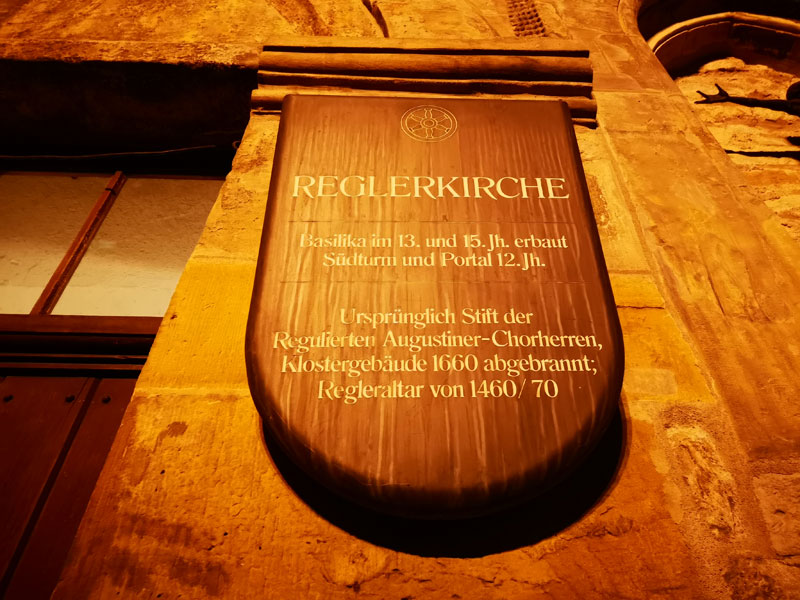 REGLERKIRCHE
Basilika im 13. und 15. Jh. erbaut
Südturm und Portal 12. Jh.
Ursprünglich Stift der
Regulierten Augustiner-Chorherren,
Klostergebäude 1660 abgebrannt;
Regleraltar von 1460/70